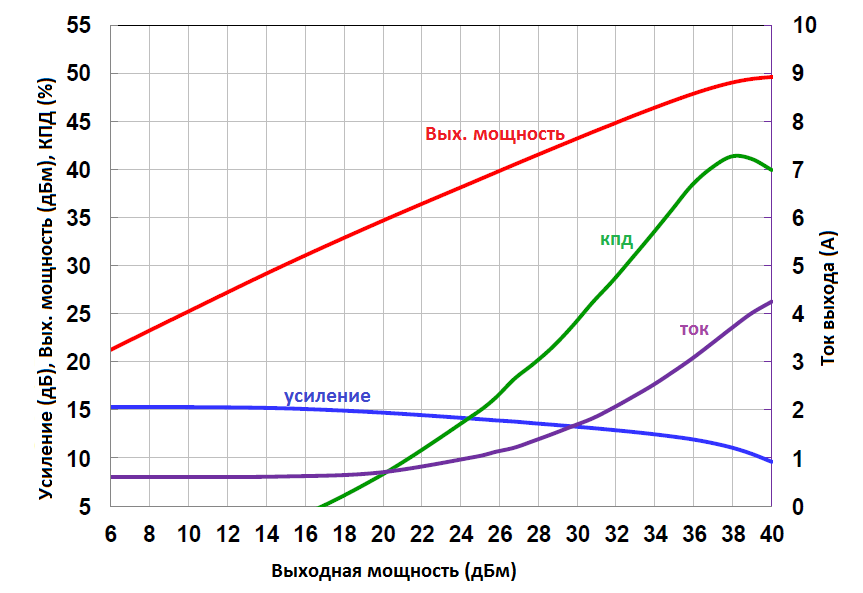 55
50
45
40
35
30
25
20
15
10
5
Усиление (дБ), Вых. мощность (дБм), КПД (%)
10
9
8
7
6
5
4
3
2
1
0
Ток выхода (А)
Вых. мощность
кпд
ток
усиление
6 8 10 12 14 16 18 20 22 24 26 28 30 32 34 36 38 40
Выходная мощность (дБм)